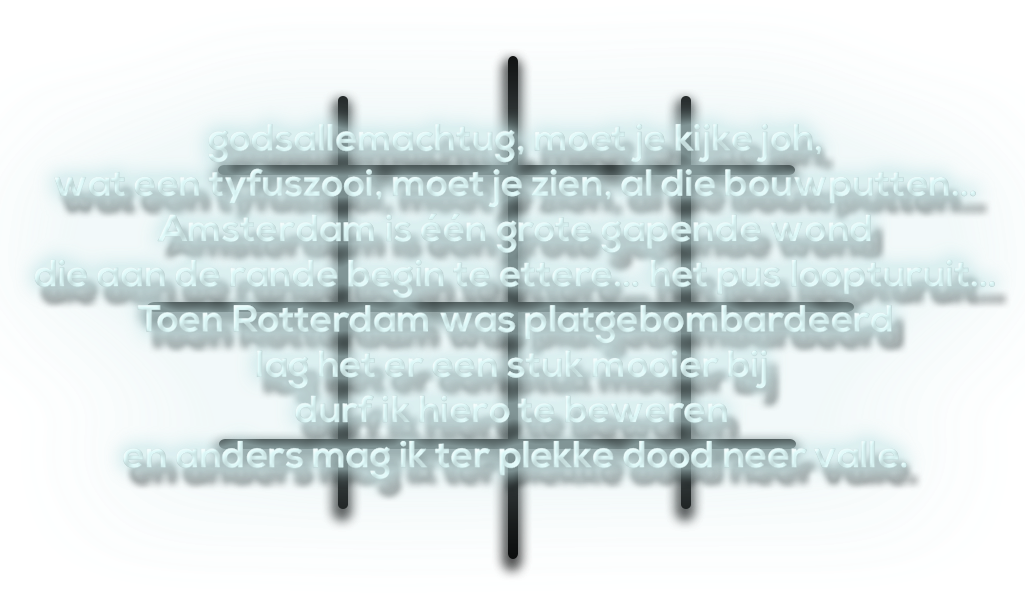 godsallemachtug, moet je kijke joh,
wat een tyfuszooi, moet je zien, al die bouwputten...
Amsterdam is één grote gapende wond
die aan de rande begin te ettere... het pus loopturuit...
Toen Rotterdam was platgebombardeerd
lag het er een stuk mooier bij
durf ik hiero te beweren
en anders mag ik ter plekke dood neer valle.